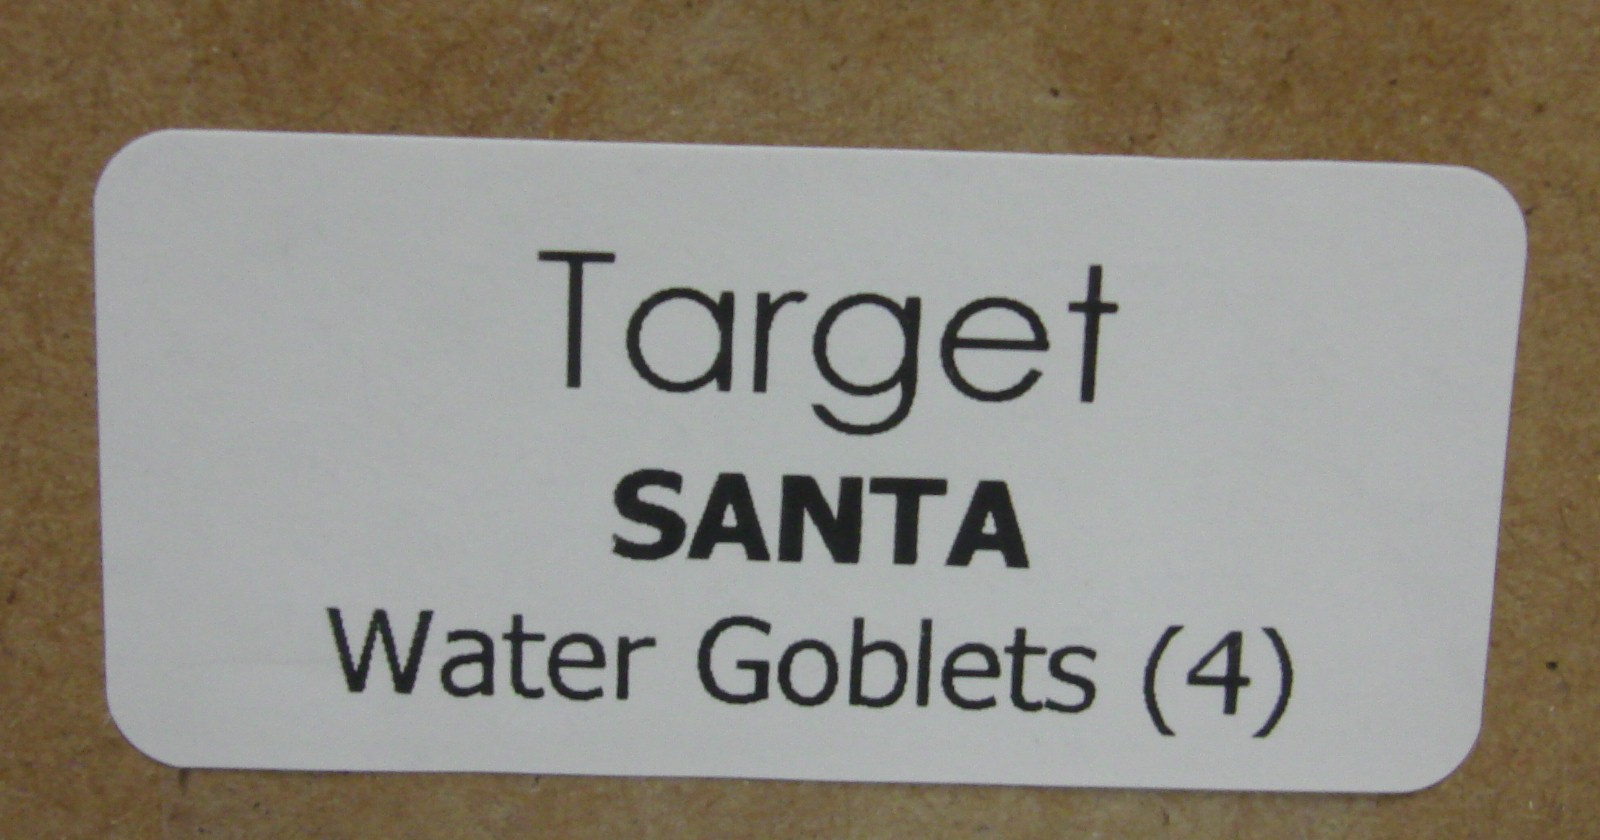 Target
SANTA
Water Goblets (4)